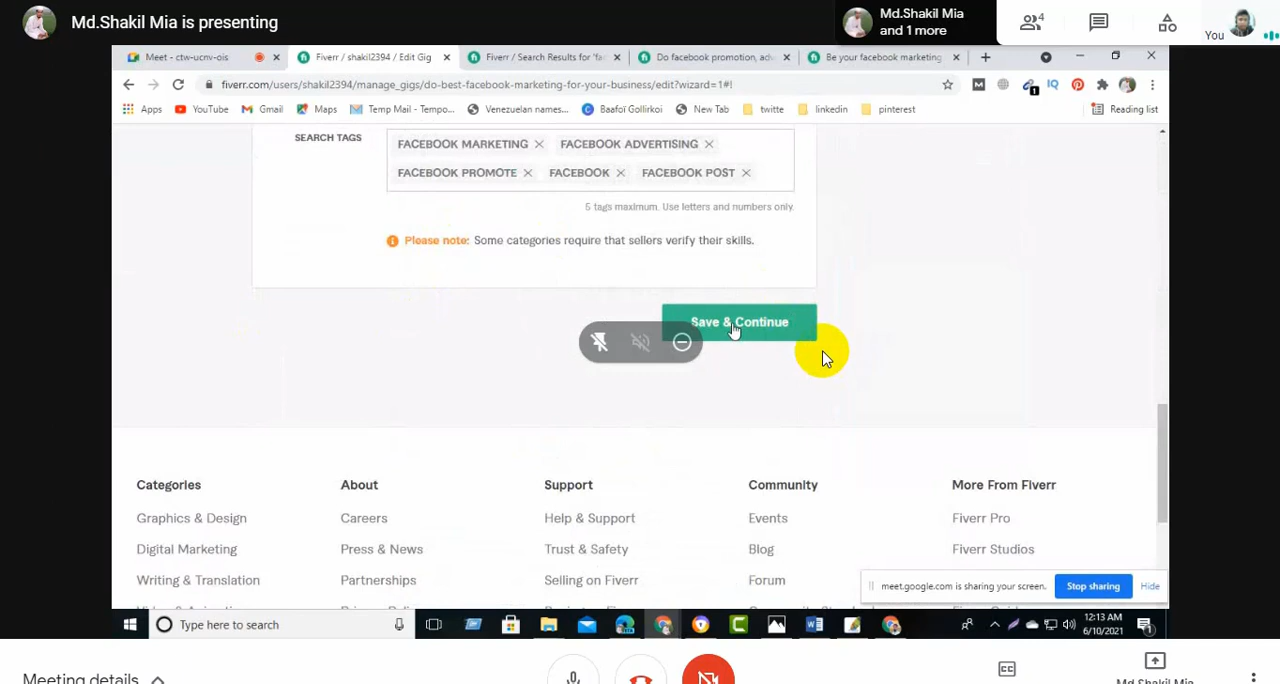 Md.Shakil Mia is presenting
Md.Shakil Mia
and 1 more
4
You
Meet - ctw-ucmv-ois
Fiverr / shakil2394 / Edit Gig
Fiverr / Search Results for 'fa
Do facebook promotion, adv
Be your facebook marketing
fiverr.com/users/shakil2394/manage_gigs/do-best-facebook-marketing-for-your-business/edit?wizard=1#!
Apps
YouTube
Gmail
Maps
Temp Mail - Tempo...
Venezuelan names...
Baafoï Gollirkoi
New Tab
twitte
linkedin
pinterest
Reading list
SEARCH TAGS
FACEBOOK MARKETING
FACEBOOK ADVERTISING
FACEBOOK PROMOTE
FACEBOOK
FACEBOOK POST
5 tags maximum. Use letters and numbers only.
Please note: Some categories require that sellers verify their skills.
Save & Continue
Categories
About
Support
Community
More From Fiverr
Graphics & Design
Careers
Help & Support
Events
Fiverr Pro
Digital Marketing
Press & News
Trust & Safety
Blog
Fiverr Studios
Writing & Translation
Partnerships
Selling on Fiverr
Forum
meet.google.com is sharing your screen.
Stop sharing
Hide
Type here to search
12:13 AM
6/10/2021
Meeting details
Md.Shakil Mia